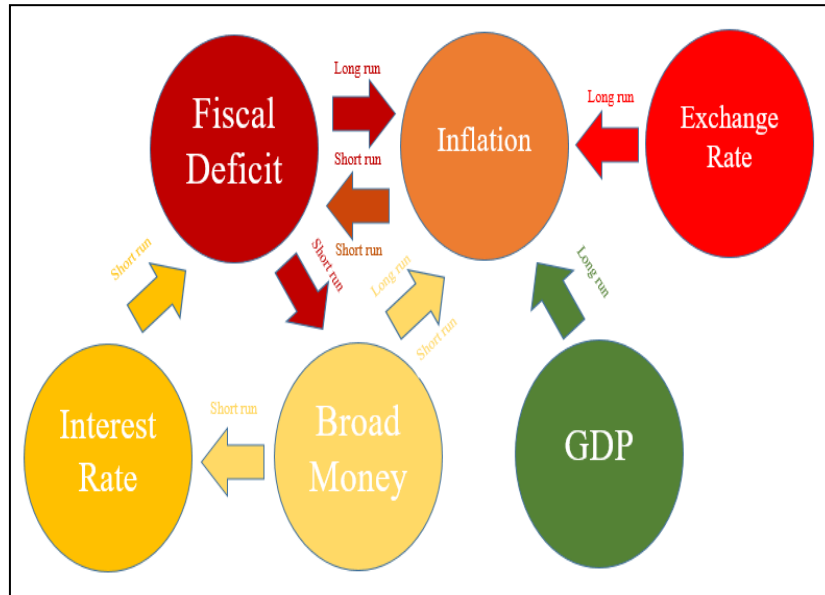 Long run
Fiscal
Deficit
Short run
Short run
Inflation
Long run
Exchange
Rate
Short run
Short run
Long run
Short run
Long run
Interest
Rate
Short run
Broad
Money
GDP